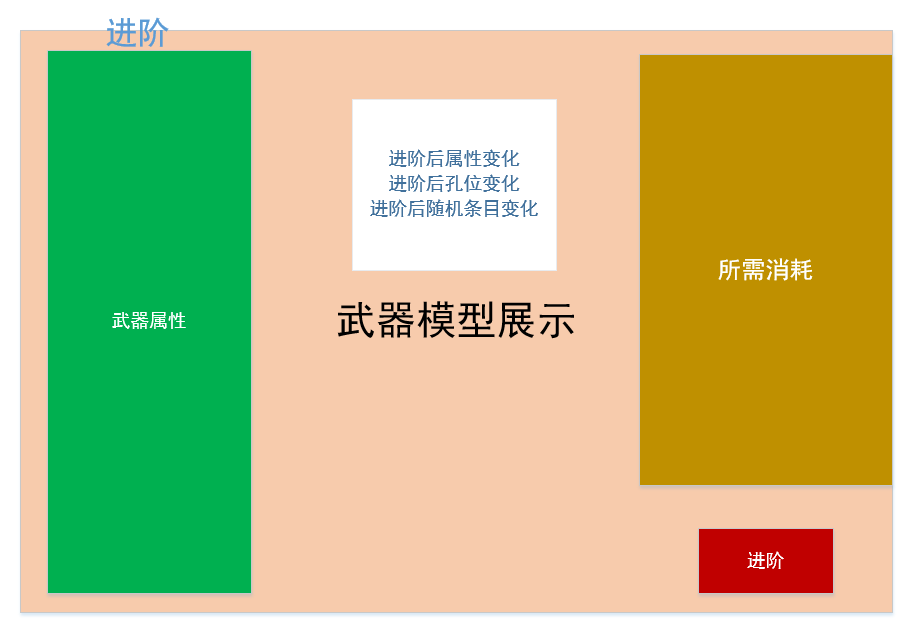 进阶
进阶后属性变化
进阶后孔位变化
进阶后随机条目变化
所需消耗
武器属性
武器模型展示
进阶